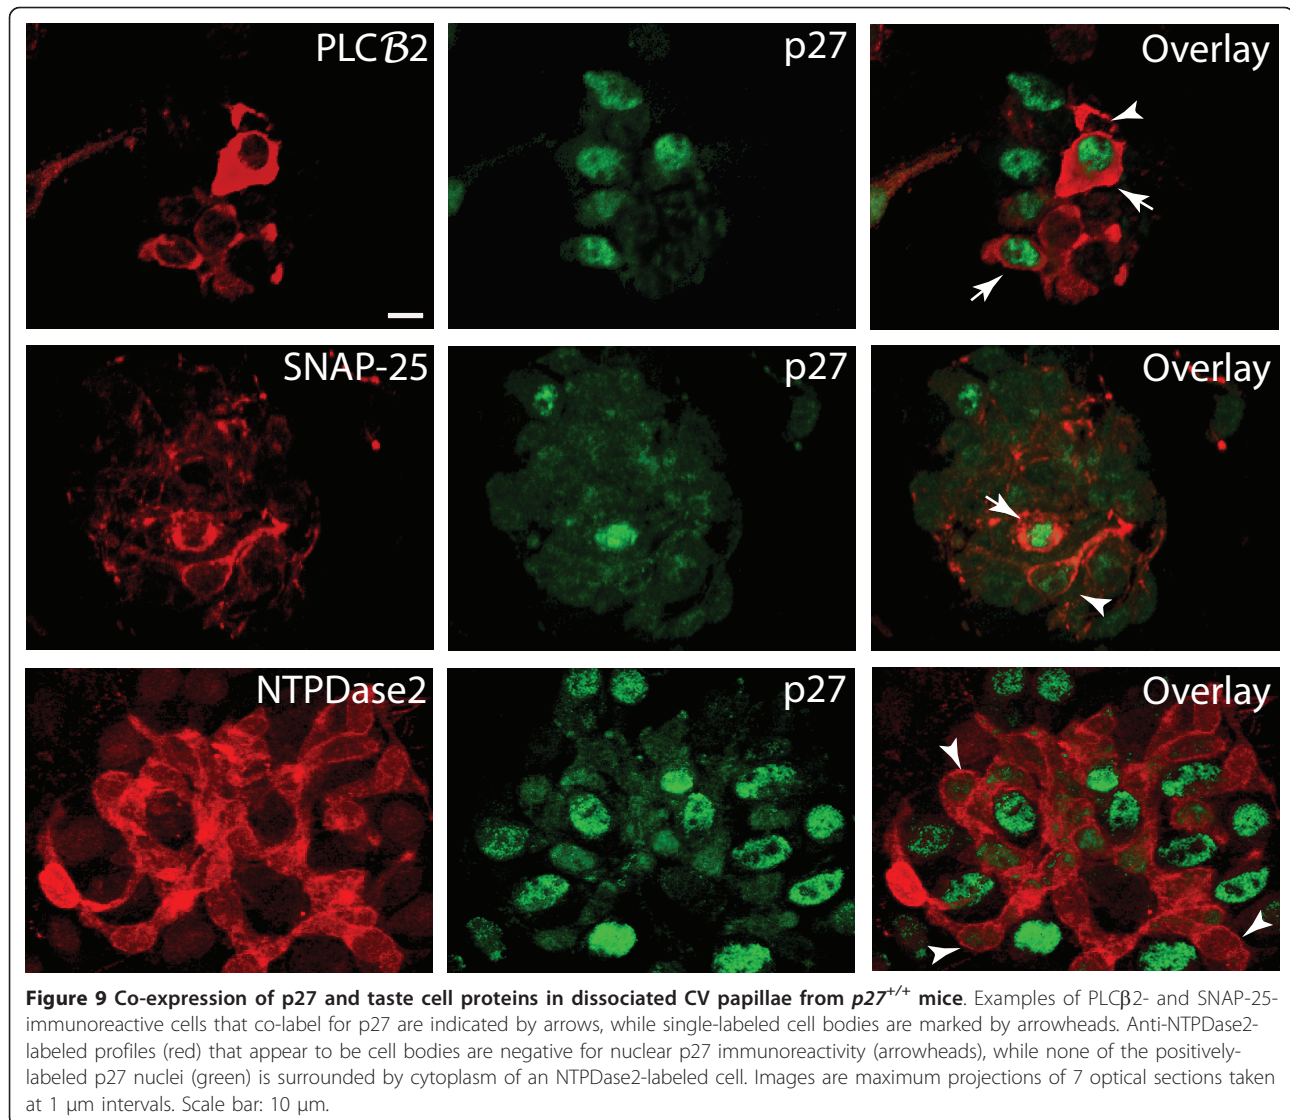 PLCB2
p27
Overlay
SNAP-25
p27
Overlay
NTPDase2
p27
Overlay
Figure 9 Co-expression of p27 and taste cell proteins in dissociated CV papillae from p27+/+ mice. Examples of PLCβ2- and SNAP-25-
immunoreactive cells that co-label for p27 are indicated by arrows, while single-labeled cell bodies are marked by arrowheads. Anti-NTPDase2-
labeled profiles (red) that appear to be cell bodies are negative for nuclear p27 immunoreactivity (arrowheads), while none of the positively-
labeled p27 nuclei (green) is surrounded by cytoplasm of an NTPDase2-labeled cell. Images are maximum projections of 7 optical sections taken
at 1 μm intervals. Scale bar: 10 μm.